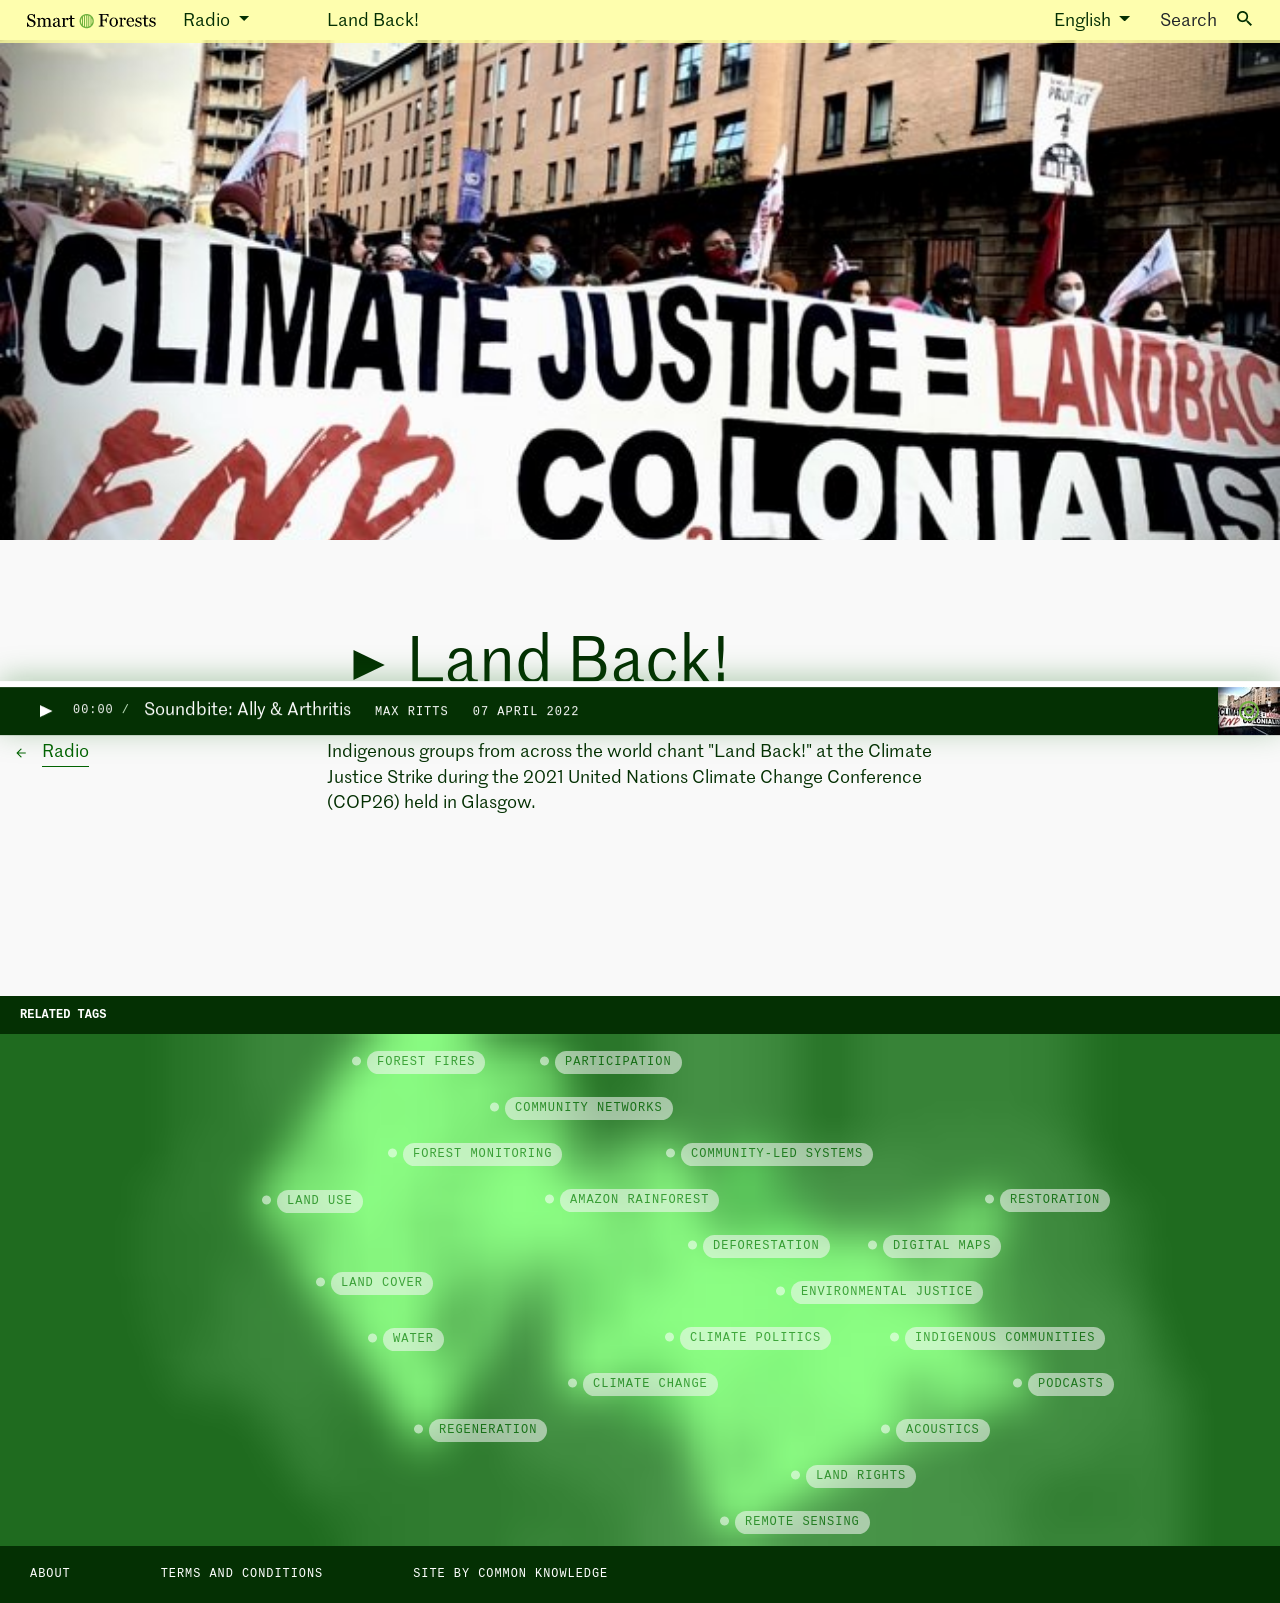 Smart Forests Radio Land Back! English Search
PROTECT
CLIMATE JUSTICE = LANDBAC
END COLONIALIS
Land Back!
00:00 / Soundbite: Ally & Arthritis MAX RITTS 07 APRIL 2022
Radio
Indigenous groups from across the world chant "Land Back!" at the Climate
Justice Strike during the 2021 United Nations Climate Change Conference
(COP26) held in Glasgow.
RELATED TAGS
FOREST FIRES PARTICIPATION
COMMUNITY NETWORKS
FOREST MONITORING COMMUNITY-LED SYSTEMS
LAND USE AMAZON RAINFOREST RESTORATION
DEFORESTATION DIGITAL MAPS
LAND COVER ENVIRONMENTAL JUSTICE
WATER CLIMATE POLITICS INDIGENOUS COMMUNITIES
CLIMATE CHANGE PODCASTS
REGENERATION ACOUSTICS
LAND RIGHTS
REMOTE SENSING
ABOUT TERMS AND CONDITIONS SITE BY COMMON KNOWLEDGE